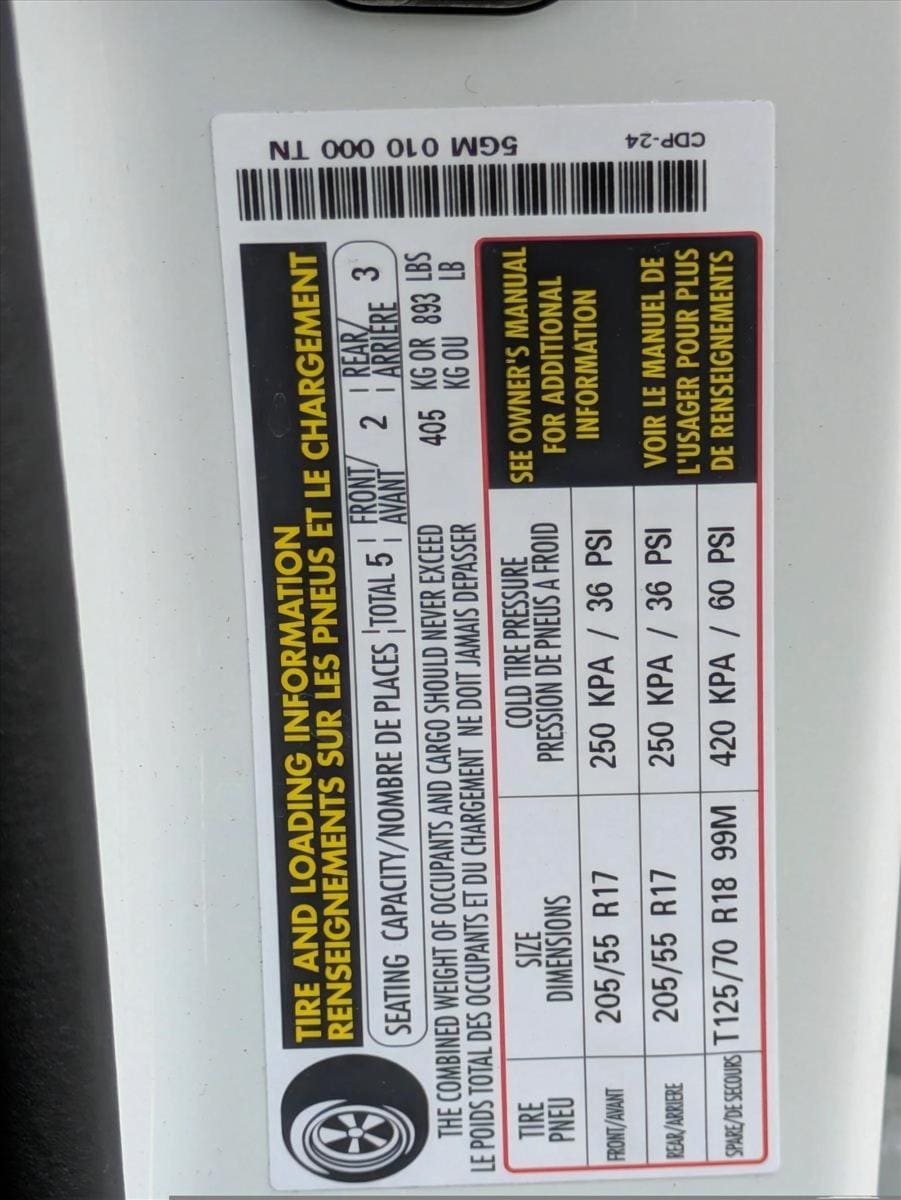 TIRE AND LOADING INFORMATION
RENSEIGNEMENTS SUR LES PNEUS ET LE CHARGEMENT
SEATING CAPACITY/NOMBRE DE PLACES TOTAL 5 FRONT/AVANT 2 REAR/ARRIÈRE 3
THE COMBINED WEIGHT OF OCCUPANTS AND CARGO SHOULD NEVER EXCEED 405 KG OR 893 LBS
LE POIDS TOTAL DES OCCUPANTS ET DU CHARGEMENT NE DOIT JAMAIS DEPASSER KG OU LB
TIRE SIZE COLD TIRE PRESSURE
PNEU DIMENSIONS PRESSION DE PNEUS A FROID
FRONT/AVANT 205/55 R17 250 KPA / 36 PSI
REAR/ARRIERE 205/55 R17 250 KPA / 36 PSI
SPARE/DE SECOURS T125/70 R18 99M 420 KPA / 60 PSI
SEE OWNER'S MANUAL
FOR ADDITIONAL
INFORMATION
VOIR LE MANUEL DE
L'USAGER POUR PLUS
DE RENSEIGNEMENTS
5GM 010 000 TN
CDP-24